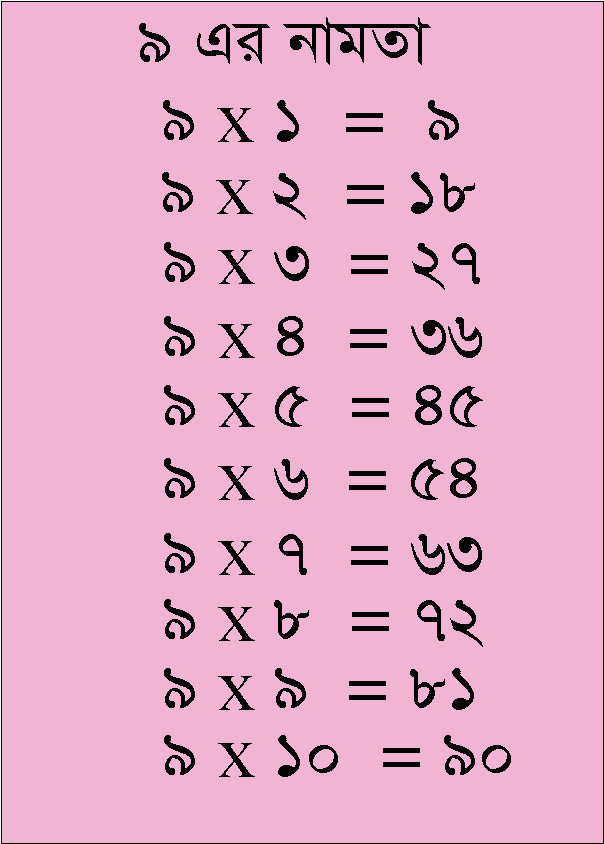 ৯ এর নামতা
৯ x ১ = ৯
৯ x ২ = ১৮
৯ x ৩ = ২৭
৯ x ৪ = ৩৬
৯ x ৫ = ৪৫
৯ x ৬ = ৫৪
৯ x ৭ = ৬৩
৯ x ৮ = ৭২
৯ x ৯ = ৮১
৯ x ১০ = ৯০